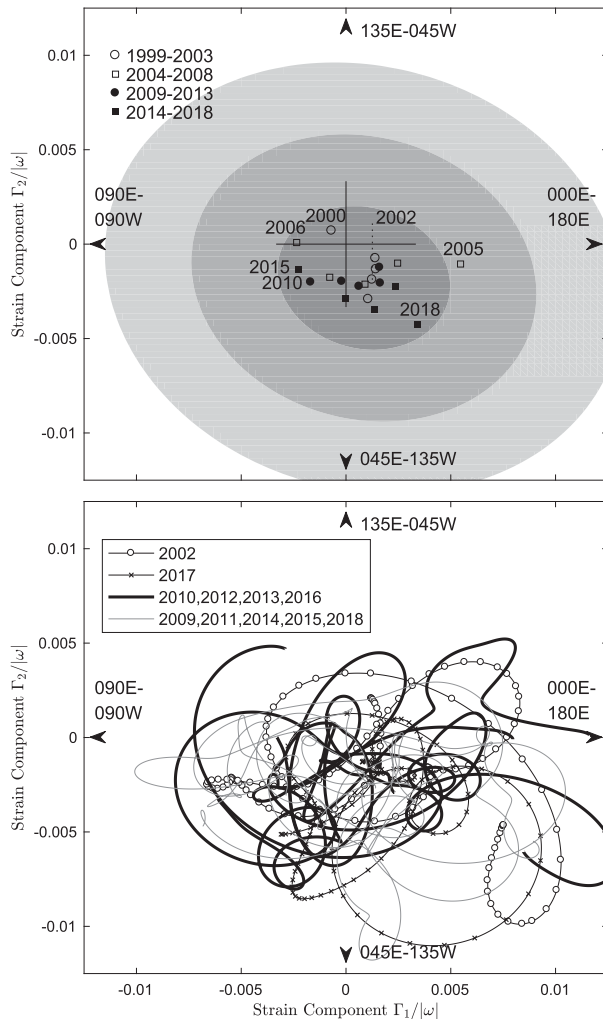 0.01
0.005
0
-0.005
-0.01
Strain Component Γ₂/|ω|
135E-045W
1999-2003
2004-2008
2009-2013
2014-2018
090E-
090W
000E-
180E
2000
2002
2006
2005
2015
2010
2018
045E-135W
0.01
0.005
0
-0.005
-0.01
Strain Component Γ₂/|ω|
135E-045W
2002
2017
2010,2012,2013,2016
2009,2011,2014,2015,2018
090E-
090W
000E-
180E
045E-135W
-0.01 -0.005 0 0.005 0.01
Strain Component Γ₁/|ω|